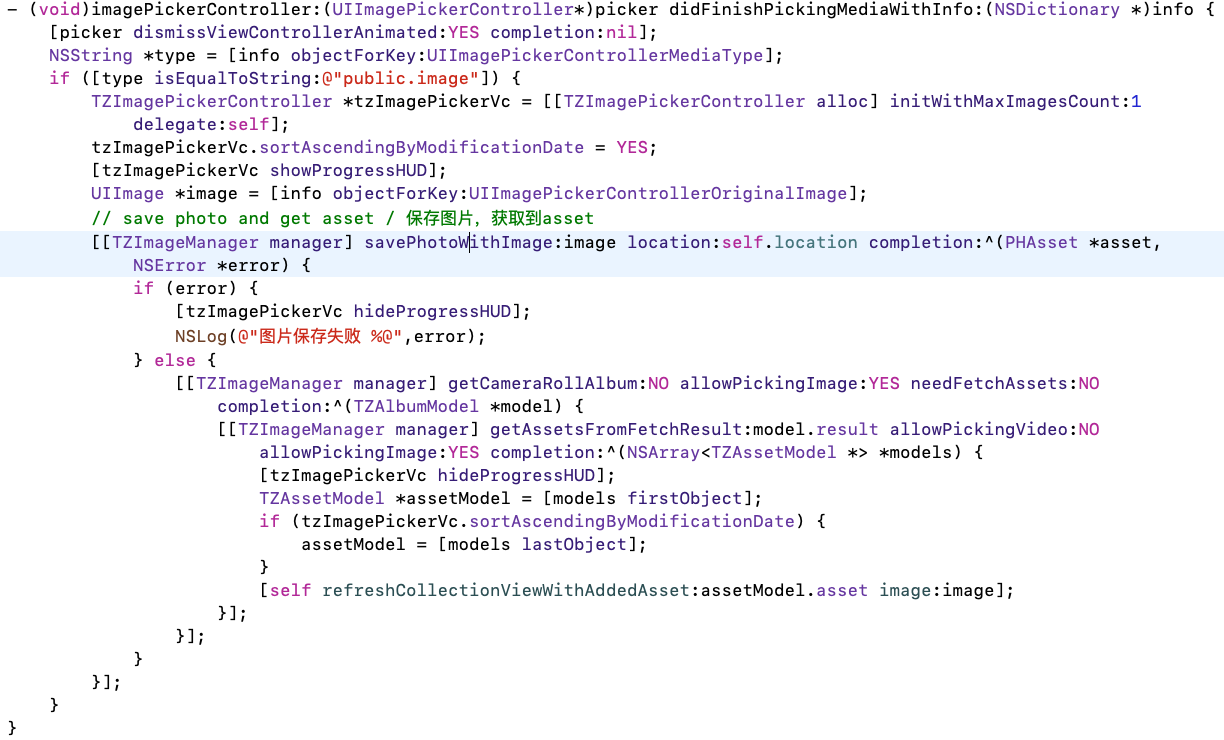 - (void)imagePickerController:(UIImagePickerController*)picker didFinishPickingMediaWithInfo:(NSDictionary *)info {
    [picker dismissViewControllerAnimated:YES completion:nil];
    NSString *type = [info objectForKey:UIImagePickerControllerMediaType];
    if ([type isEqualToString:@"public.image"]) {
        TZImagePickerController *tzImagePickerVc = [[TZImagePickerController alloc] initWithMaxImagesCount:1
            delegate:self];
        tzImagePickerVc.sortAscendingByModificationDate = YES;
        [tzImagePickerVc showProgressHUD];
        UIImage *image = [info objectForKey:UIImagePickerControllerOriginalImage];
        // save photo and get asset / 保存图片，获取到asset
        [[TZImageManager manager] savePhotoWithImage:image location:self.location completion:^(PHAsset *asset,
            NSError *error) {
            if (error) {
                [tzImagePickerVc hideProgressHUD];
                NSLog(@"图片保存失败 %@",error);
            } else {
                [[TZImageManager manager] getCameraRollAlbum:NO allowPickingImage:YES needFetchAssets:NO
                    completion:^(TZAlbumModel *model) {
                    [[TZImageManager manager] getAssetsFromFetchResult:model.result allowPickingVideo:NO
                        allowPickingImage:YES completion:^(NSArray<TZAssetModel *> *models) {
                        [tzImagePickerVc hideProgressHUD];
                        TZAssetModel *assetModel = [models firstObject];
                        if (tzImagePickerVc.sortAscendingByModificationDate) {
                            assetModel = [models lastObject];
                        }
                        [self refreshCollectionViewWithAddedAsset:assetModel.asset image:image];
                    }];
                }];
            }
        }];
    }
}